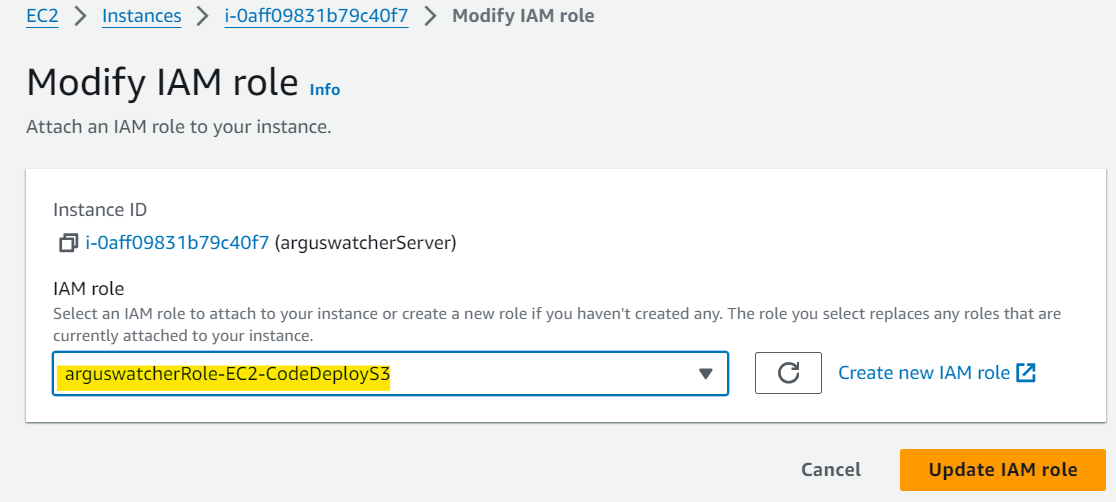 EC2 > Instances > i-0aff09831b79c40f7 > Modify IAM role
Modify IAM role Info
Attach an IAM role to your instance.
Instance ID
i-0aff09831b79c40f7 (arguswatcherServer)
IAM role
Select an IAM role to attach to your instance or create a new role if you haven't created any. The role you select replaces any roles that are
currently attached to your instance.
arguswatcherRole-EC2-CodeDeployS3
Create new IAM role
Cancel Update IAM role